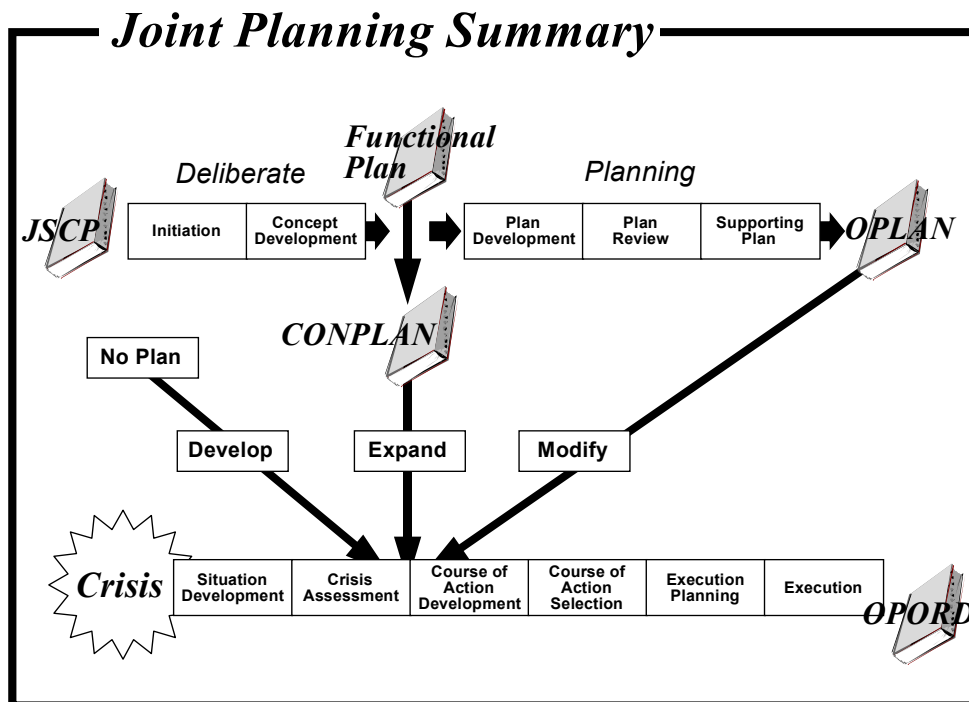 Joint Planning Summary
Functional
Plan
Deliberate
Planning
JSCP
Initiation
Concept
Development
Plan
Development
Plan
Review
Supporting
Plan
OPLAN
CONPLAN
No Plan
Develop
Expand
Modify
Crisis
Situation
Development
Crisis
Assessment
Course of
Action
Development
Course of
Action
Selection
Execution
Planning
Execution
OPORD